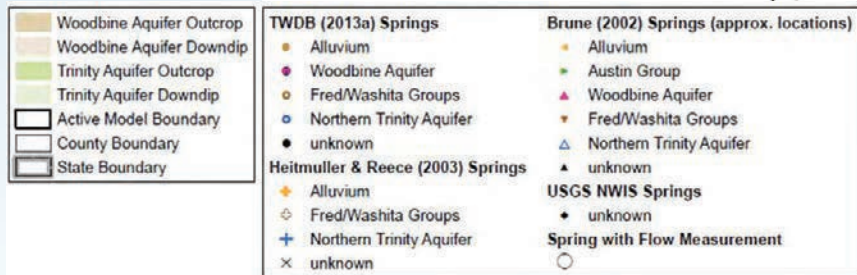 Woodbine Aquifer Outcrop
Woodbine Aquifer Downdip
Trinity Aquifer Outcrop
Trinity Aquifer Downdip
Active Model Boundary
County Boundary
State Boundary
TWDB (2013a) Springs
Alluvium
Woodbine Aquifer
Fred/Washita Groups
Northern Trinity Aquifer
unknown
Heitmuller & Reece (2003) Springs
Alluvium
Fred/Washita Groups
Northern Trinity Aquifer
unknown
Brune (2002) Springs (approx. locations)
Alluvium
Austin Group
Woodbine Aquifer
Fred/Washita Groups
Northern Trinity Aquifer
unknown
USGS NWIS Springs
unknown
Spring with Flow Measurement